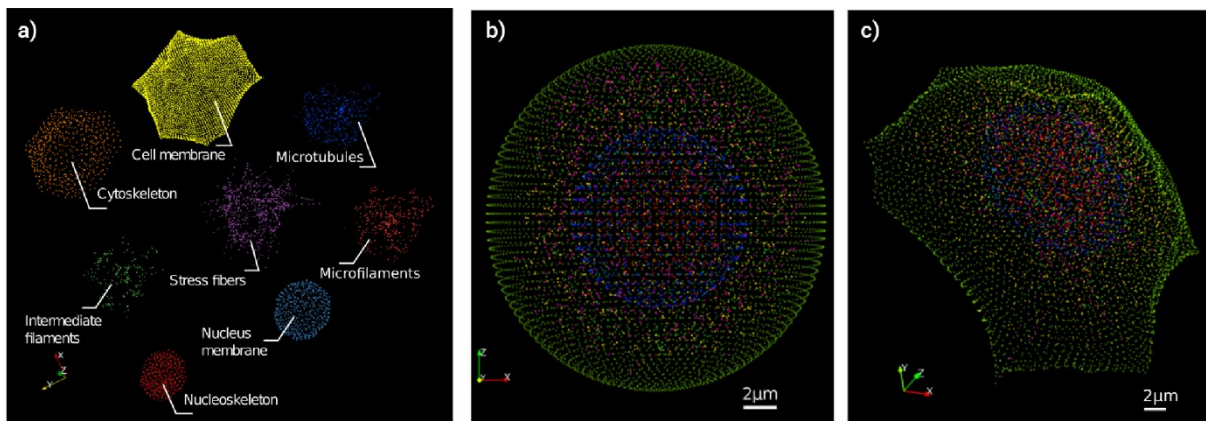 a)
Cell membrane
Microtubules
Cytoskeleton
Stress fibers
Microfilaments
Intermediate
filaments
Nucleus
membrane
Nucleoskeleton
X
Z
Y
b)
Z
Y
X
2μm
c)
Y
Z
X
2μm